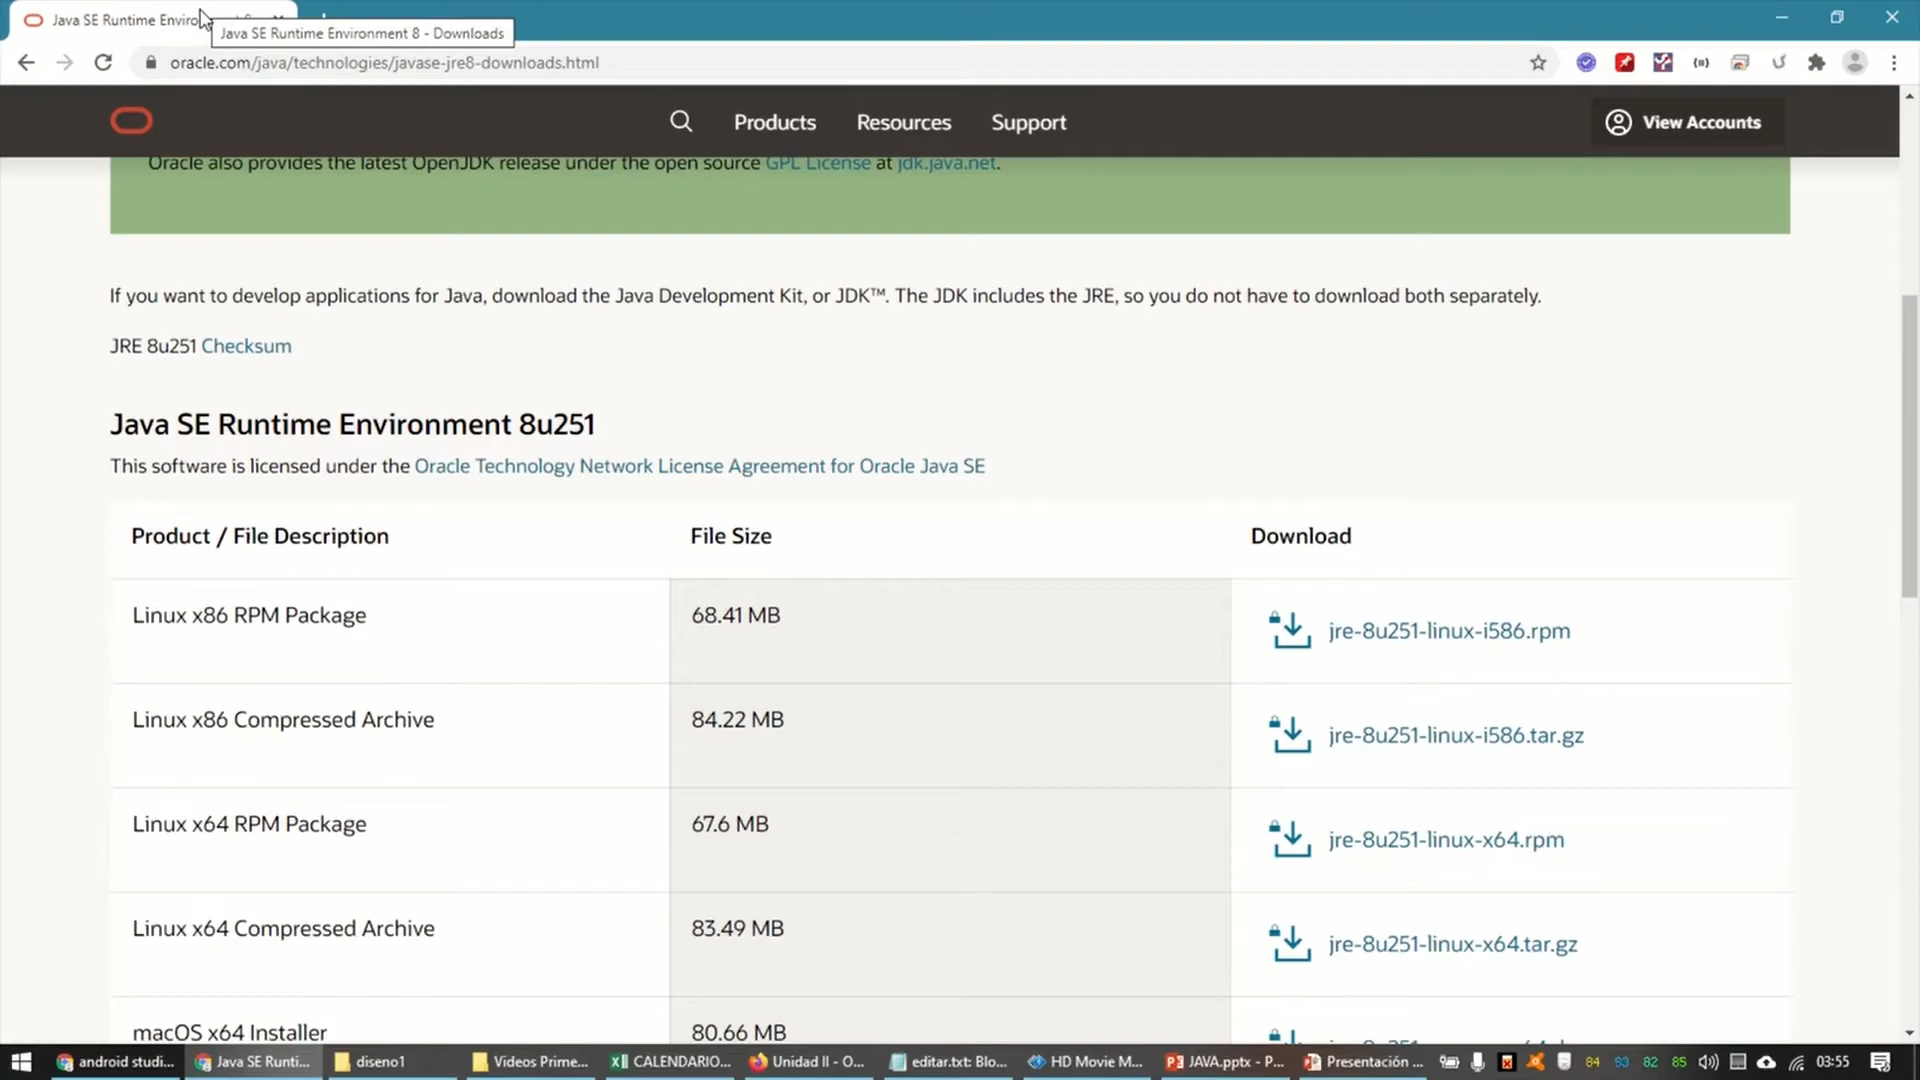 Java SE Runtime Enviro
Java SE Runtime Environment 8 - Downloads
oracle.com/java/technologies/javase-jre8-downloads.html
Products
Resources
Support
View Accounts
Oracle also provides the latest OpenJDK release under the open source GPL License at jdk.java.net.
If you want to develop applications for Java, download the Java Development Kit, or JDK™. The JDK includes the JRE, so you do not have to download both separately.
JRE 8u251 Checksum
Java SE Runtime Environment 8u251
This software is licensed under the Oracle Technology Network License Agreement for Oracle Java SE
Product / File Description File Size Download
Linux x86 RPM Package 68.41 MB jre-8u251-linux-i586.rpm
Linux x86 Compressed Archive 84.22 MB jre-8u251-linux-i586.tar.gz
Linux x64 RPM Package 67.6 MB jre-8u251-linux-x64.rpm
Linux x64 Compressed Archive 83.49 MB jre-8u251-linux-x64.tar.gz
macOS x64 Installer 80.66 MB
android studi... Java SE Runti... diseno1 Videos Prime... CALENDARIO... Unidad II - O... editar.txt: Blo... HD Movie M... JAVA.pptx - P... Presentación ... 84 93 82 85 03:55